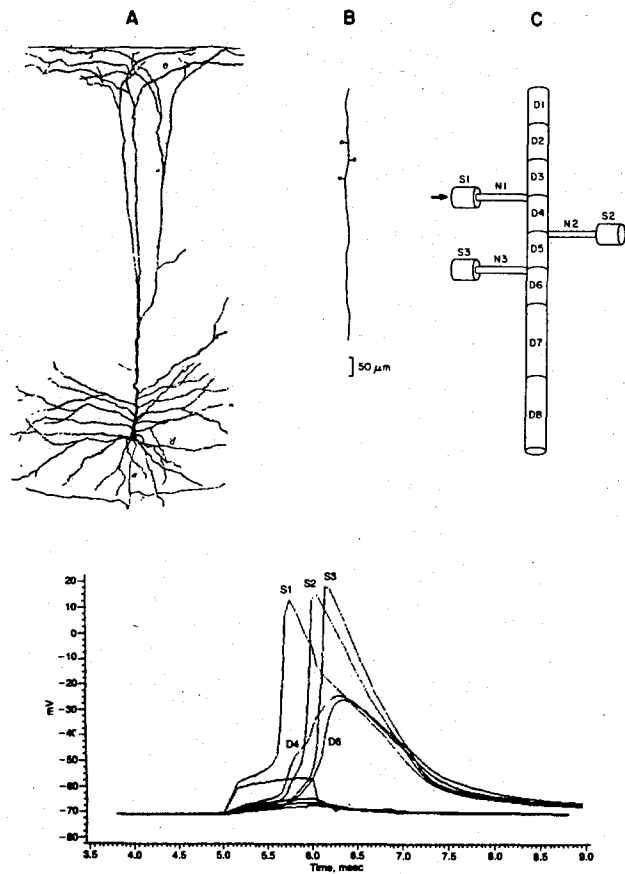 A B C
D1
D2
D3
S1 N1
D4 S2
N2
S3 D5
N3
D6
D7
50 μm
D8
20
10
0
-10
-20
-30
-4
-50
-60
-70
-80
mV
S1 S2 S3
D4 D6
3.5 4.0 4.5 5.0 5.5 6.0 6.5 7.0 7.5 8.0 8.5 9.0
Time, msec